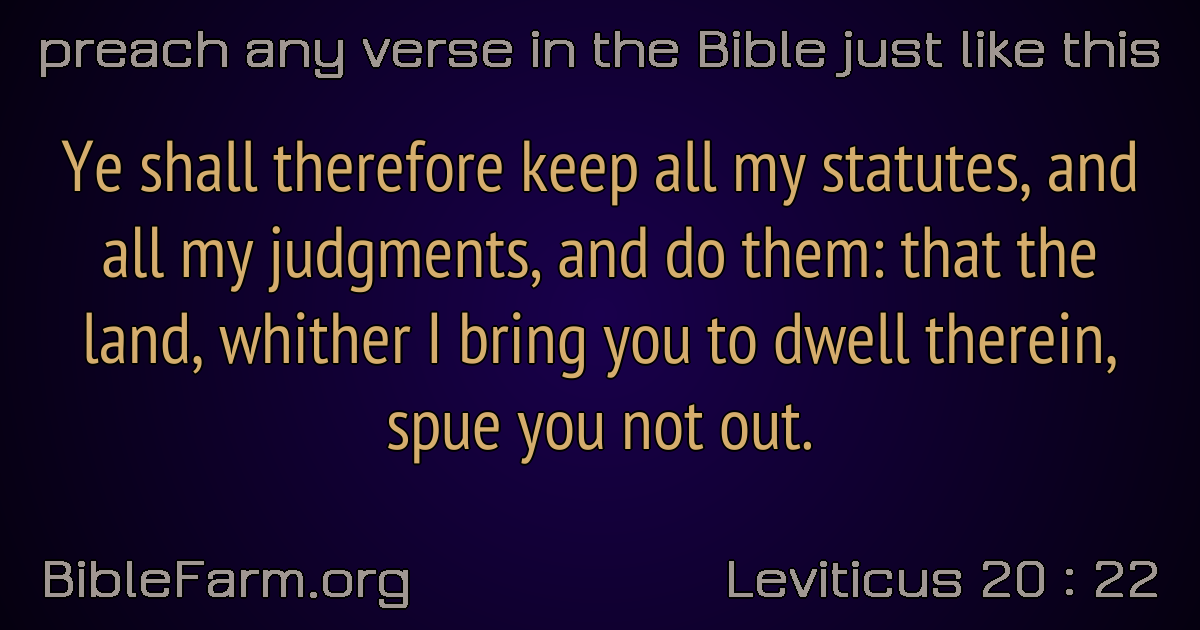 preach any verse in the Bible just like this
Ye shall therefore keep all my statutes, and
all my judgments, and do them: that the
land, whither I bring you to dwell therein,
spue you not out.
BibleFarm.org
Leviticus 20 : 22